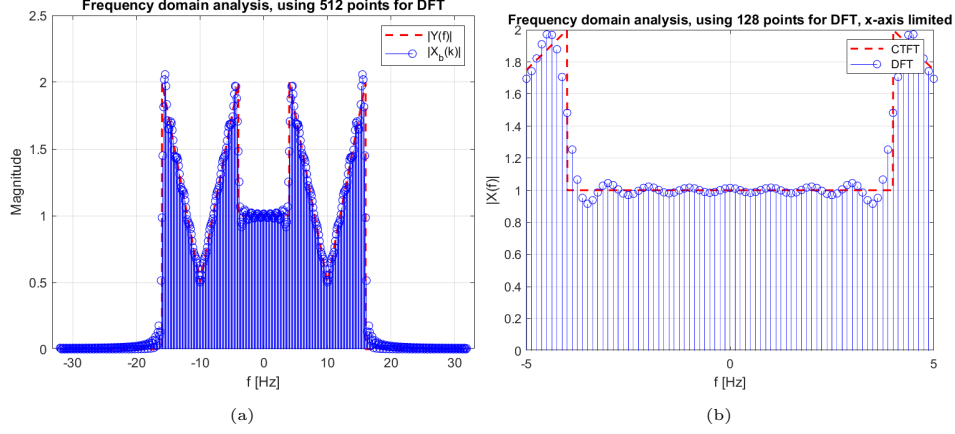 Frequency domain analysis, using 512 points for DFT
2.5
2
1.5
1
0.5
0
Magnitude
|Y(f)|
|X_b(k)|
-30
-20
-10
0
10
20
30
f [Hz]
(a)
Frequency domain analysis, using 128 points for DFT, x-axis limited
2
1.8
1.6
1.4
1.2
1
0.8
0.6
0.4
0.2
0
|X(f)|
CTFT
DFT
-5
0
5
f [Hz]
(b)